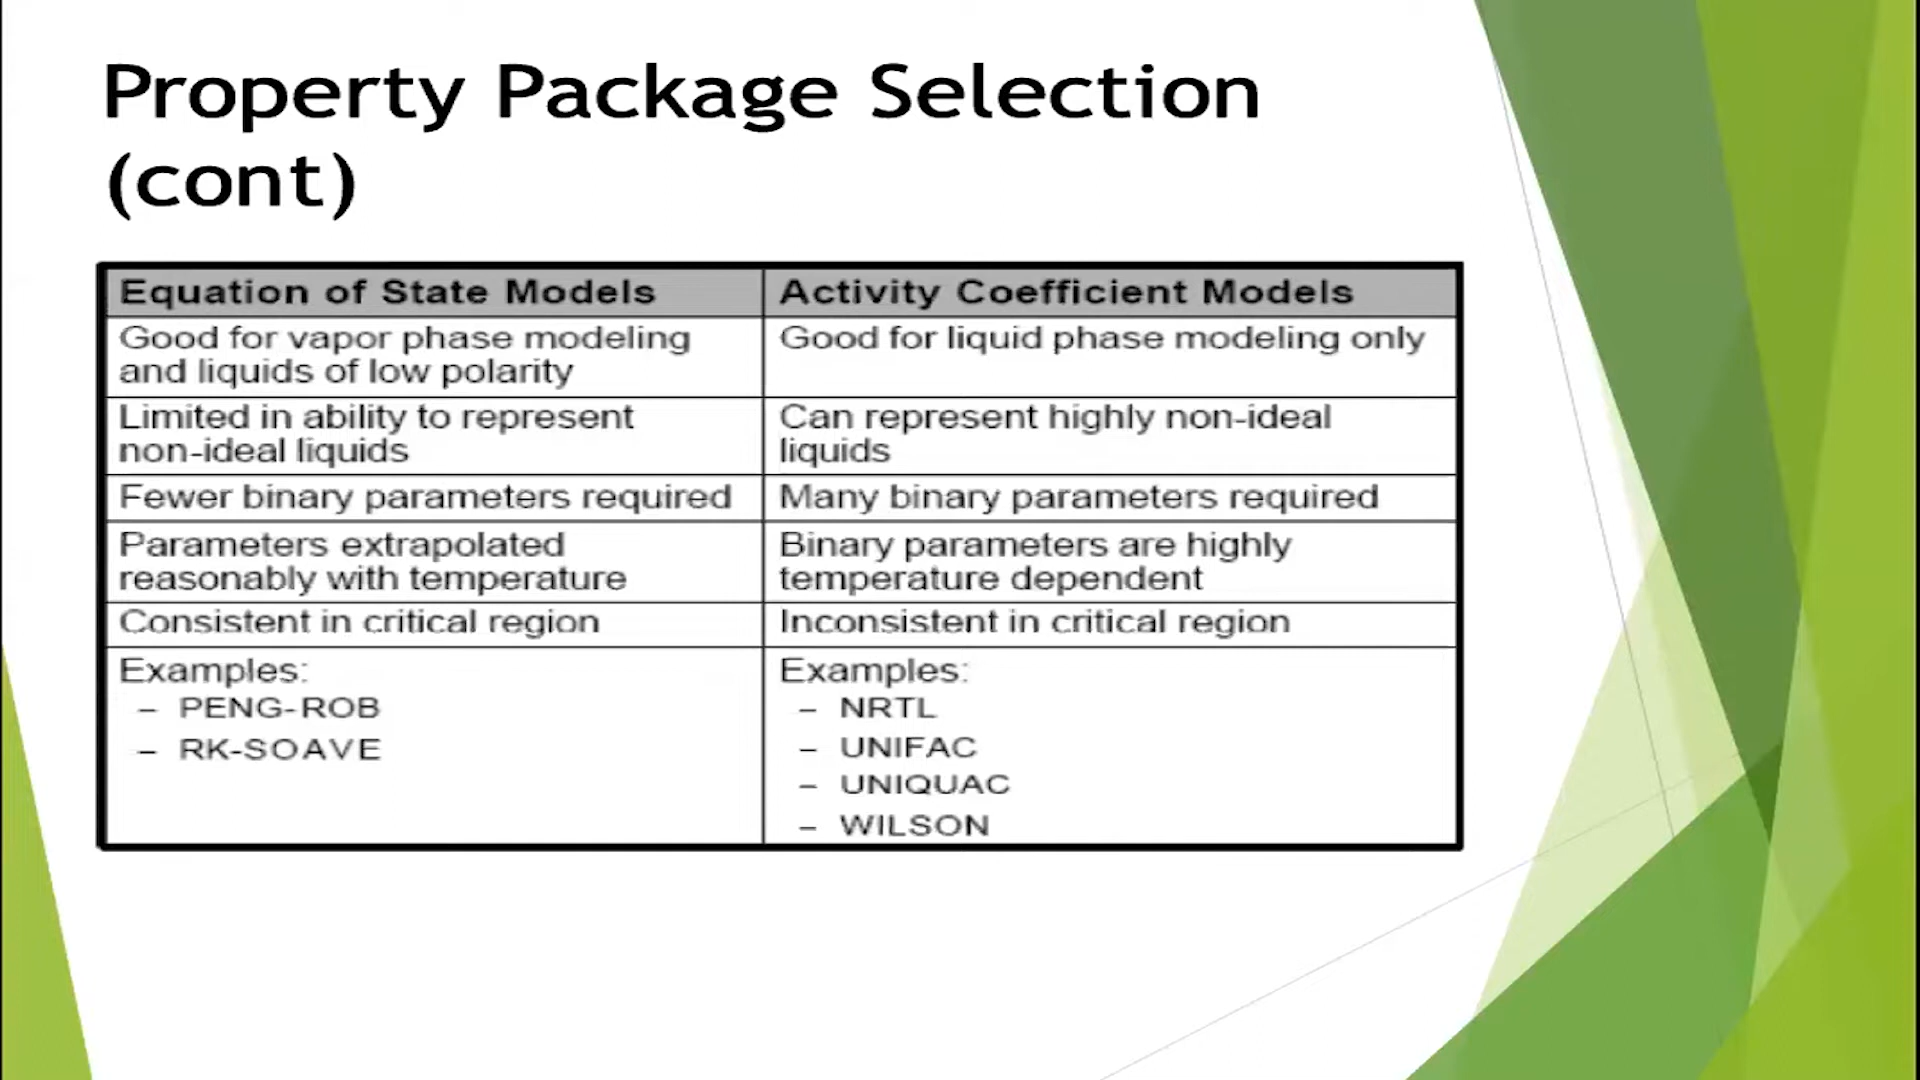 Property Package Selection
(cont)
Equation of State Models
Activity Coefficient Models
Good for vapor phase modeling
and liquids of low polarity
Good for liquid phase modeling only
Limited in ability to represent
non-ideal liquids
Can represent highly non-ideal
liquids
Fewer binary parameters required
Many binary parameters required
Parameters extrapolated
reasonably with temperature
Binary parameters are highly
temperature dependent
Consistent in critical region
Inconsistent in critical region
Examples:
– PENG-ROB
– RK-SOAVE
Examples:
– NRTL
– UNIFAC
– UNIQUAC
– WILSON